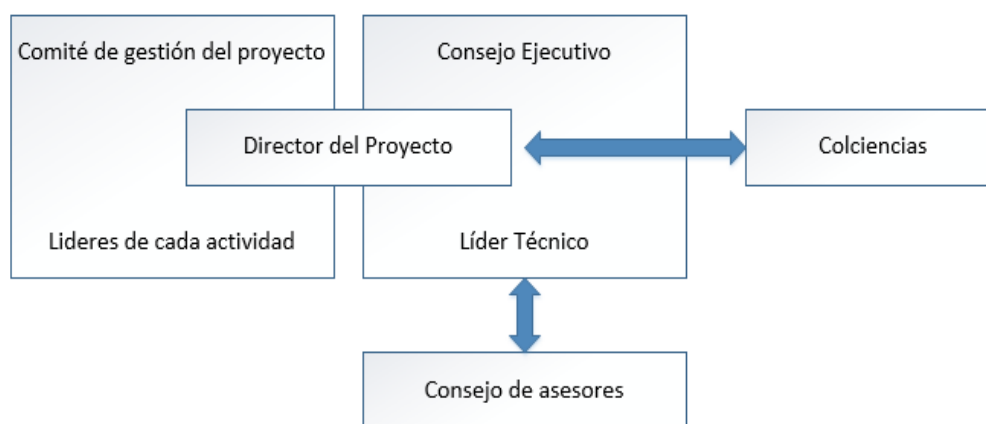 Comité de gestión del proyecto
Consejo Ejecutivo
Director del Proyecto
Colciencias
Lideres de cada actividad
Líder Técnico
Consejo de asesores